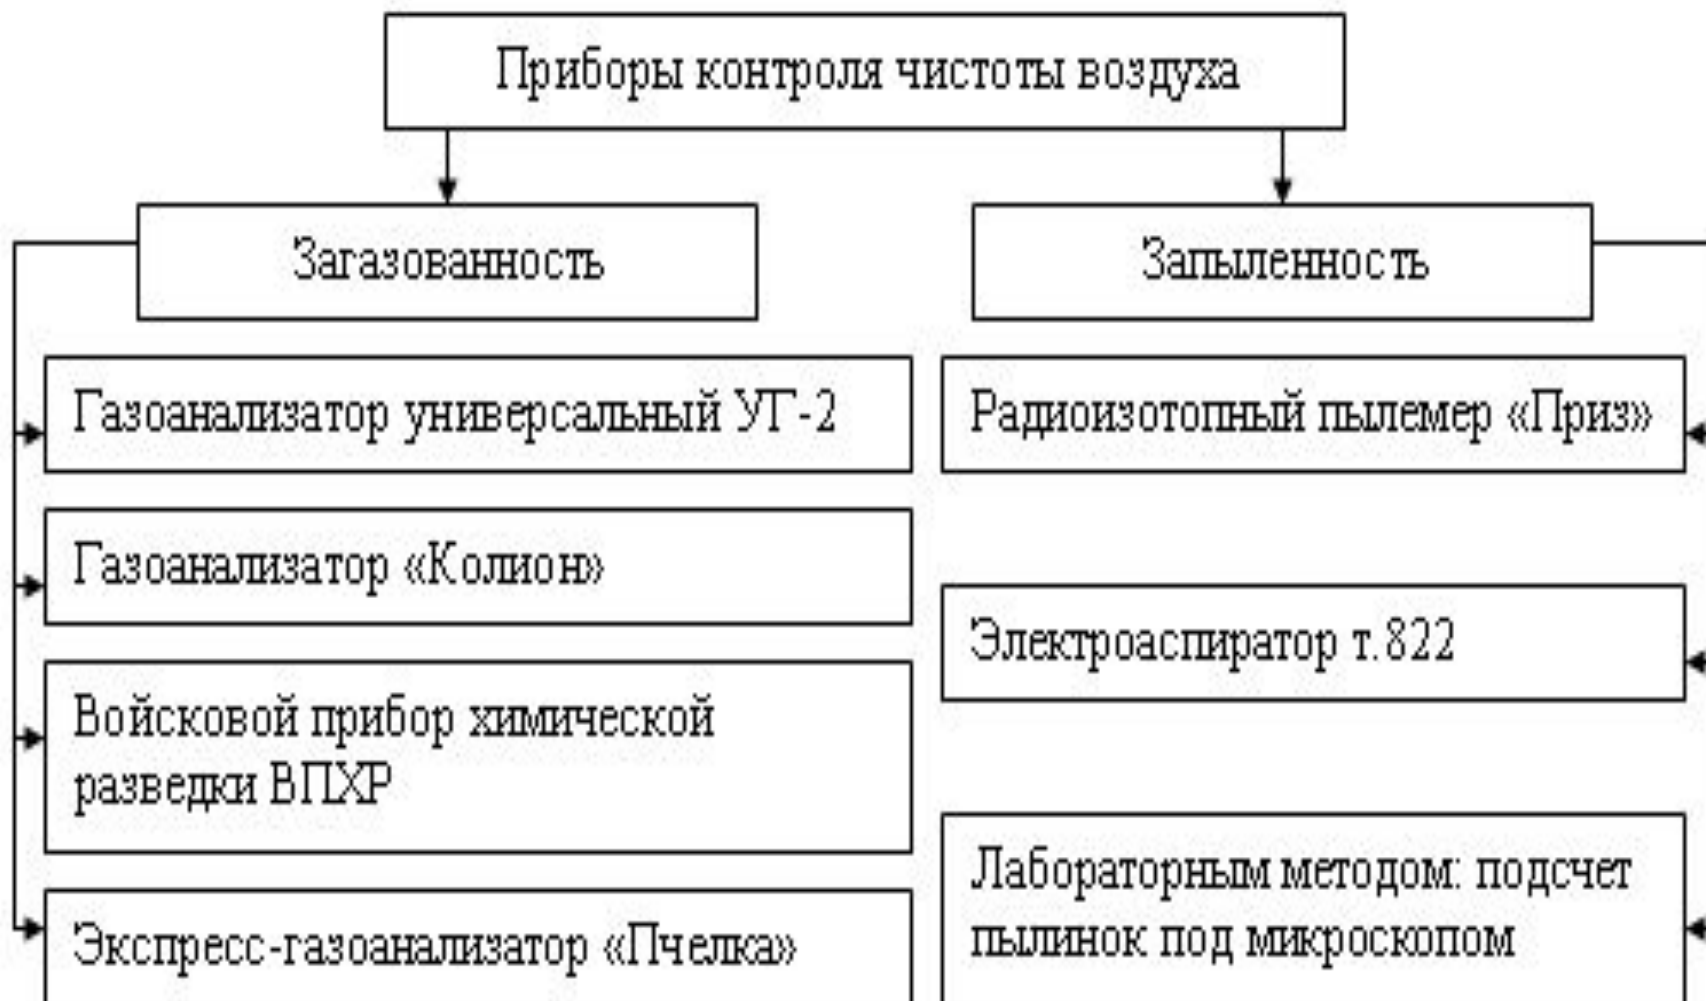 Приборы контроля чистоты воздуха
Загазованность
Запыленность
Газоанализатор универсальный УГ-2
Газоанализатор «Колион»
Войсковой прибор химической
разведки ВПХР
Экспресс-газоанализатор «Пчелка»
Радиоизотопный пылемер «Приз»
Электроаспиратор т.822
Лабораторным методом: подсчет
пылинок под микроскопом